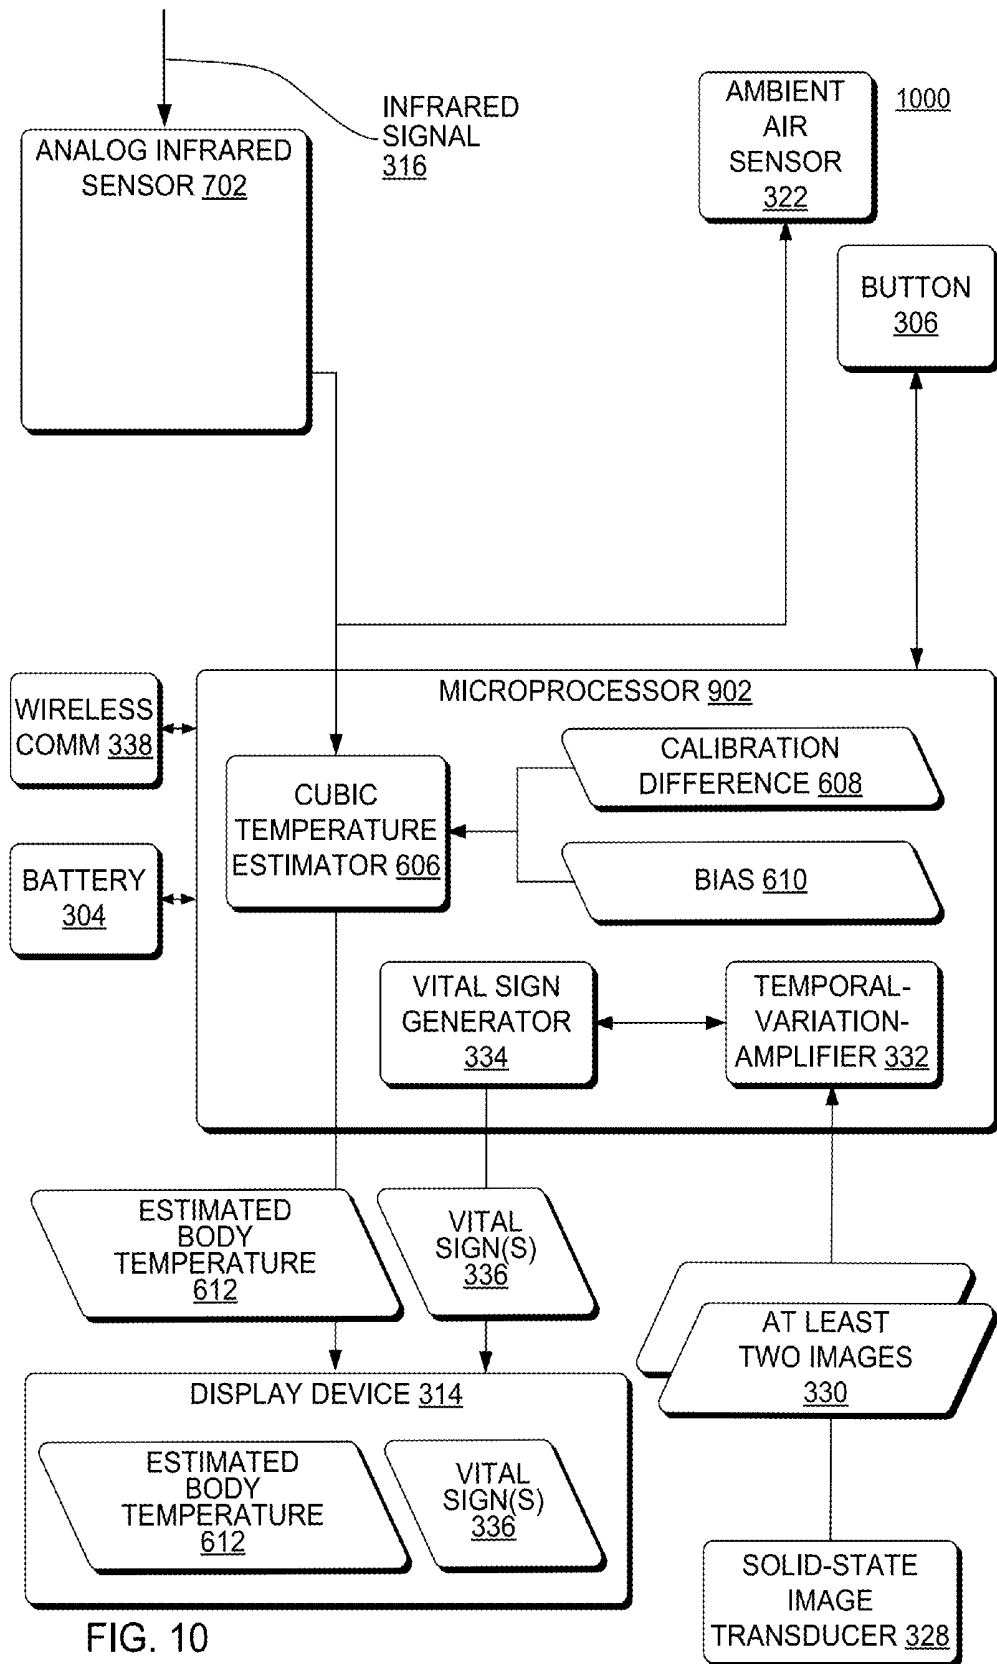 INFRARED
SIGNAL
316
AMBIENT
AIR
SENSOR
322
1000
ANALOG INFRARED
SENSOR 702
BUTTON
306
MICROPROCESSOR 902
WIRELESS
COMM 338
CALIBRATION
DIFFERENCE 608
CUBIC
TEMPERATURE
ESTIMATOR 606
BATTERY
304
BIAS 610
VITAL SIGN
GENERATOR
334
TEMPORAL-
VARIATION-
AMPLIFIER 332
ESTIMATED
BODY
TEMPERATURE
612
VITAL
SIGN(S)
336
AT LEAST
TWO IMAGES
330
DISPLAY DEVICE 314
ESTIMATED
BODY
TEMPERATURE
612
VITAL
SIGN(S)
336
SOLID-STATE
IMAGE
TRANSDUCER 328
FIG. 10